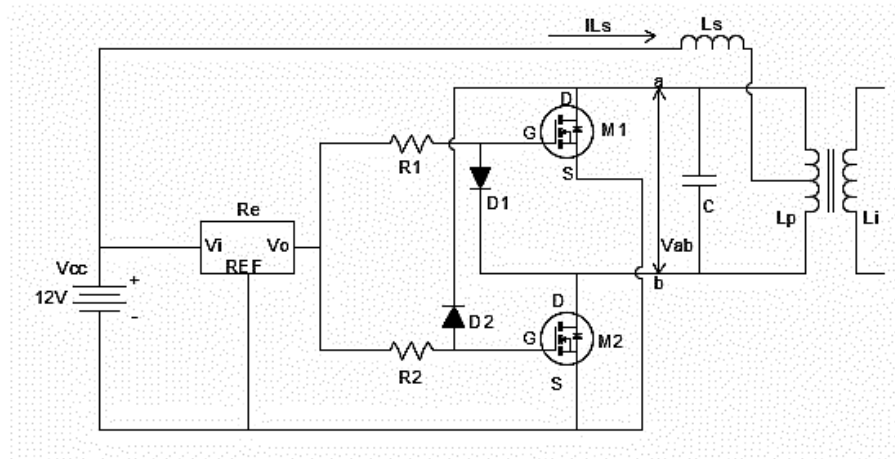 ILs
Ls
D
a
G
M1
R1
S
D1
C
Re
Vi
Vo
REF
Lp
Li
Vab
Vcc
+
12V
-
b
D
D2
G
M2
R2
S